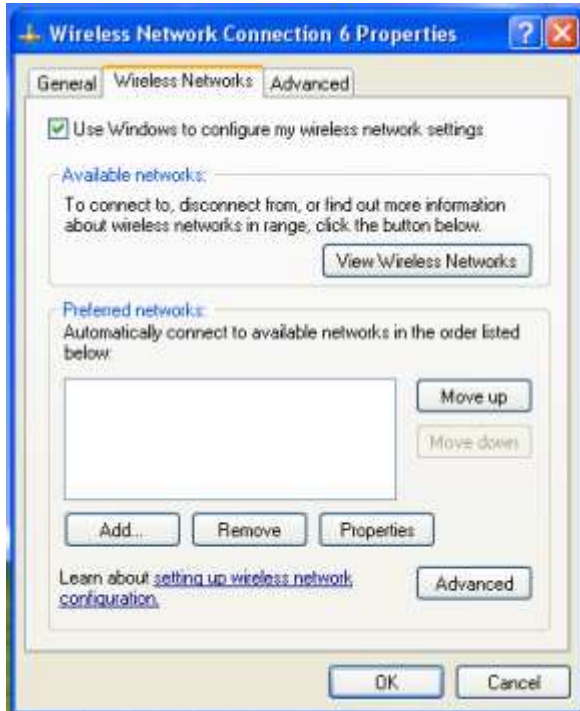 Wireless Network Connection 6 Properties
General Wireless Networks Advanced
Use Windows to configure my wireless network settings
Available networks:
To connect to, disconnect from, or find out more information
about wireless networks in range, click the button below.
View Wireless Networks
Preferred networks:
Automatically connect to available networks in the order listed
below:
Move up
Move down
Add... Remove Properties
Learn about setting up wireless network
configuration.
Advanced
OK Cancel